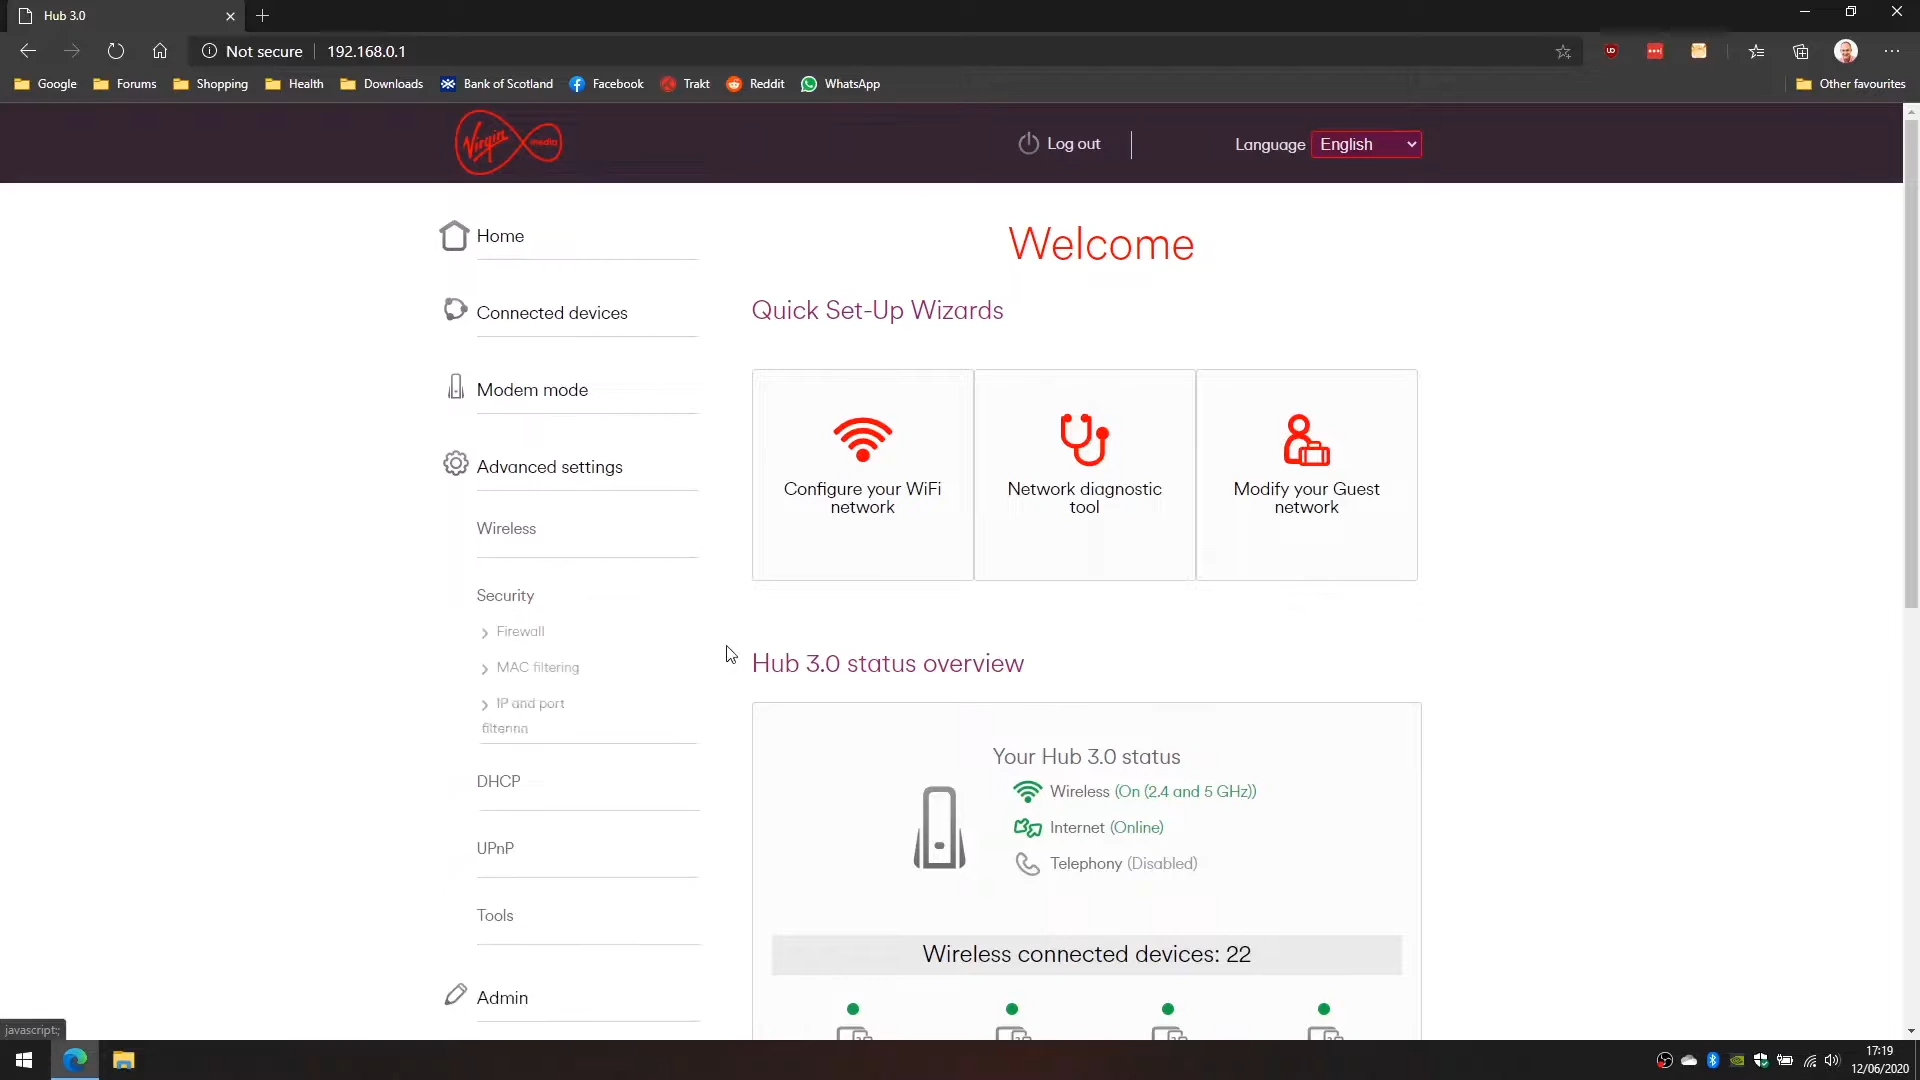 Hub 3.0
Not secure
192.168.0.1
UD
Google
Forums
Shopping
Health
Downloads
Bank of Scotland
Facebook
Trakt
Reddit
WhatsApp
Other favourites
Virgin media
Log out
Language
English
Home
Connected devices
Modem mode
Advanced settings
Wireless
Security
Firewall
MAC filtering
IP and port
filtering
DHCP
UPnP
Tools
Admin
Welcome
Quick Set-Up Wizards
Configure your WiFi
network
Network diagnostic
tool
Modify your Guest
network
Hub 3.0 status overview
Your Hub 3.0 status
Wireless (On (2.4 and 5 GHz))
Internet (Online)
Telephony (Disabled)
Wireless connected devices: 22
javascript:;
17:19
12/06/2020